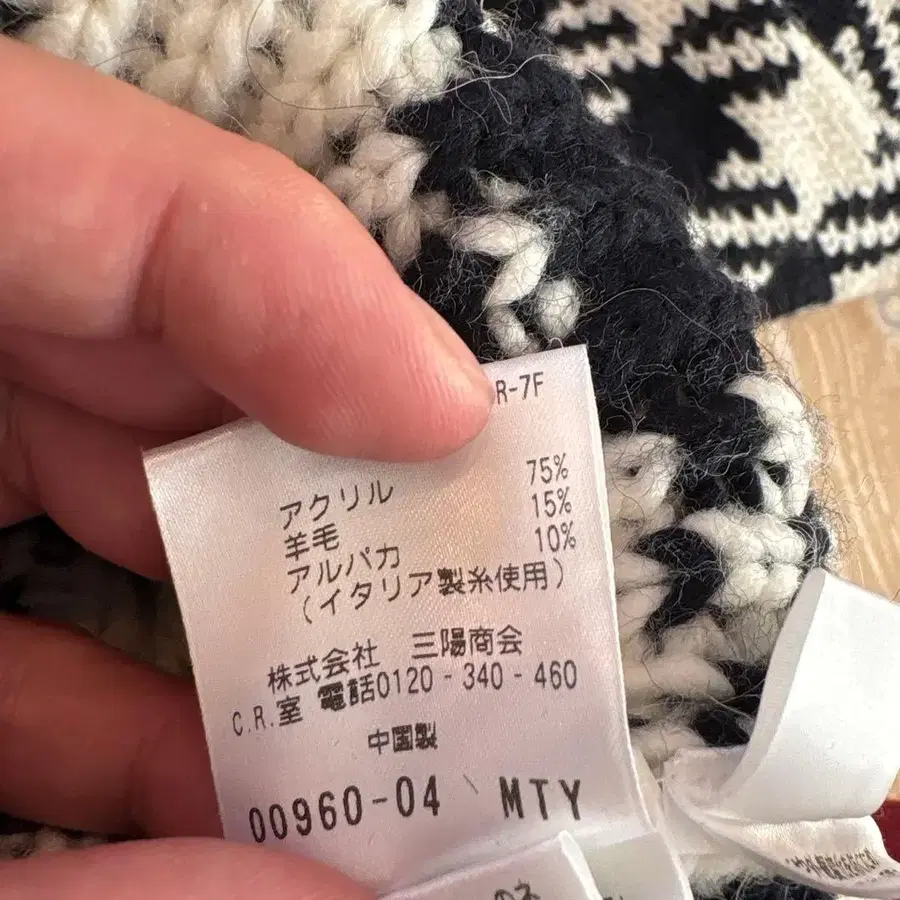 R-7F
アクリル 75%
羊毛 15%
アルパカ 10%
(イタリア製糸使用)
株式会社 三陽商会
C.R.室 電話0120-340-460
中国製
00960-04 MTY